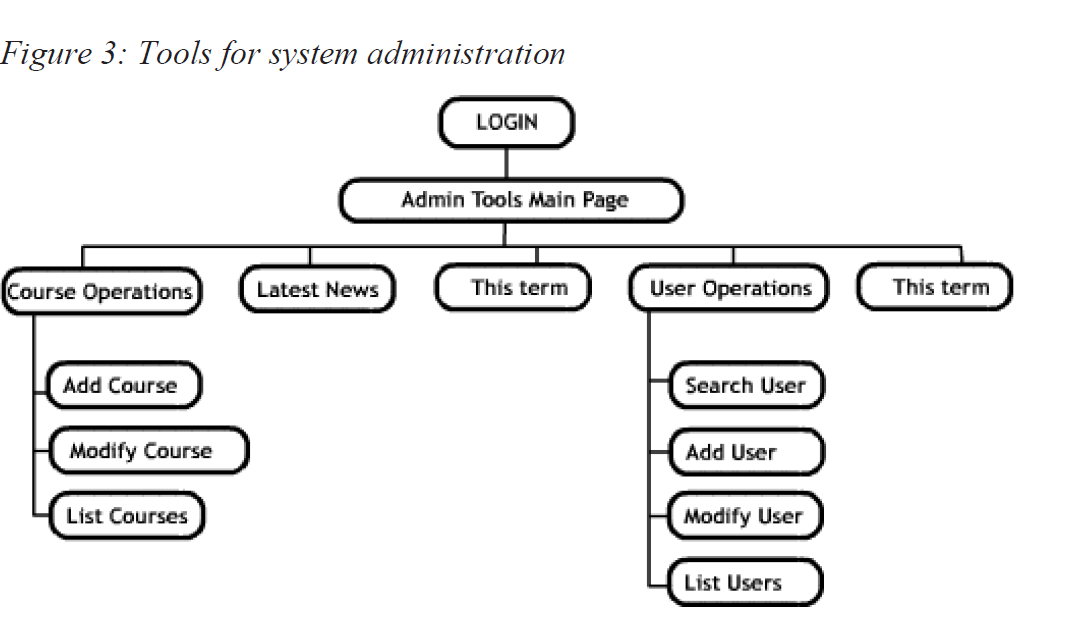 Figure 3: Tools for system administration
LOGIN
Admin Tools Main Page
Course Operations
Latest News
This term
User Operations
This term
Add Course
Modify Course
List Courses
Search User
Add User
Modify User
List Users